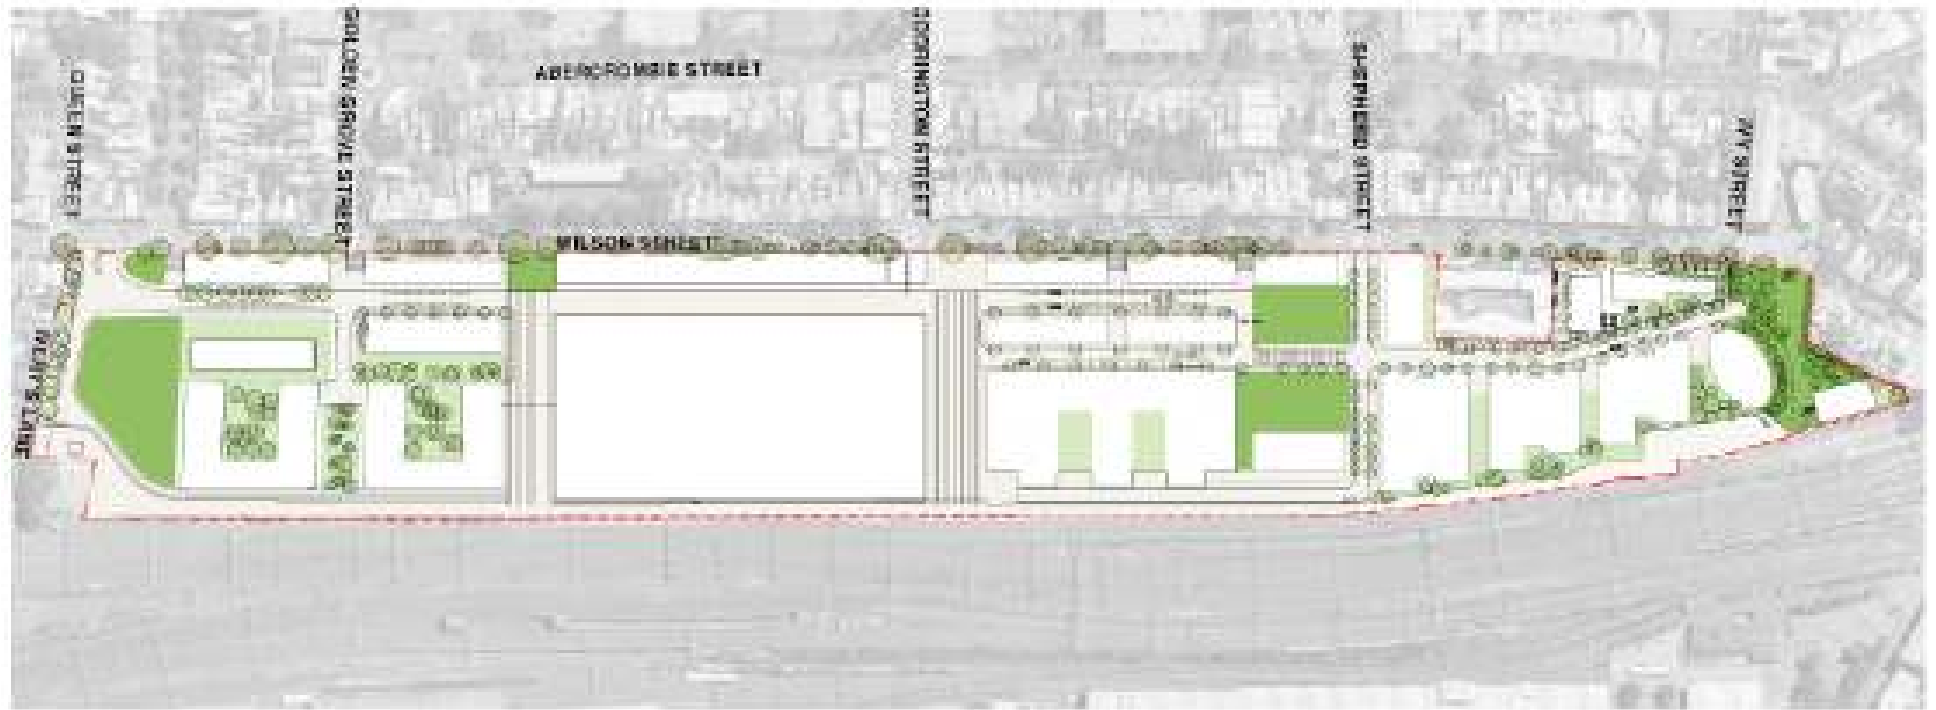 QUEEN STREET
GOLDEN GROVE STREET
ABERCROMBIE STREET
CODRINGTON STREET
SHEPHERD STREET
IVY STREET
WILSON STREET